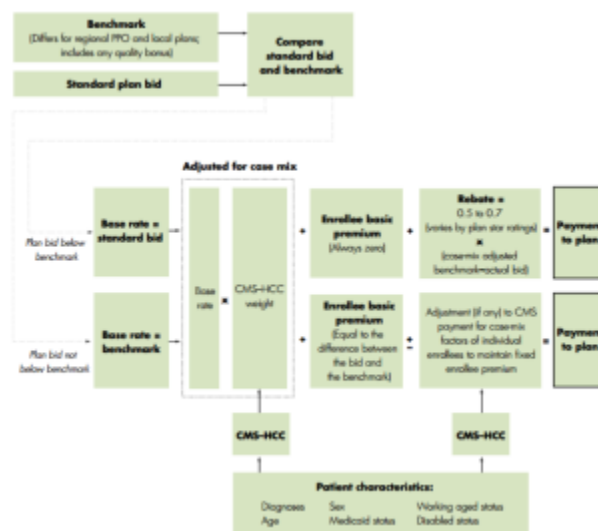 Benchmark
(Differs for regional PPO and local plans;
includes any quality bonus)
Compare
standard bid
and benchmark
Standard plan bid
Adjusted for case mix
Plan bid below
benchmark
Base rate =
standard bid
Base
rate
×
CMS–HCC
weight
+
Enrollee basic
premium
(Always zero)
+
Rebate =
0.5 to 0.7
(varies by plan star ratings)
×
(case-mix adjusted
benchmark–actual bid)
=
Payment
to plan
Plan bid not
below benchmark
Base rate =
benchmark
+
Enrollee basic
premium
(Equal to the
difference between
the bid and
the benchmark)
±
Adjustment (if any) to CMS
payment for case-mix
factors of individual
enrollees to maintain fixed
enrollee premium
=
Payment
to plan
CMS–HCC
CMS–HCC
Patient characteristics:
Diagnoses Sex Working aged status
Age Medicaid status Disabled status